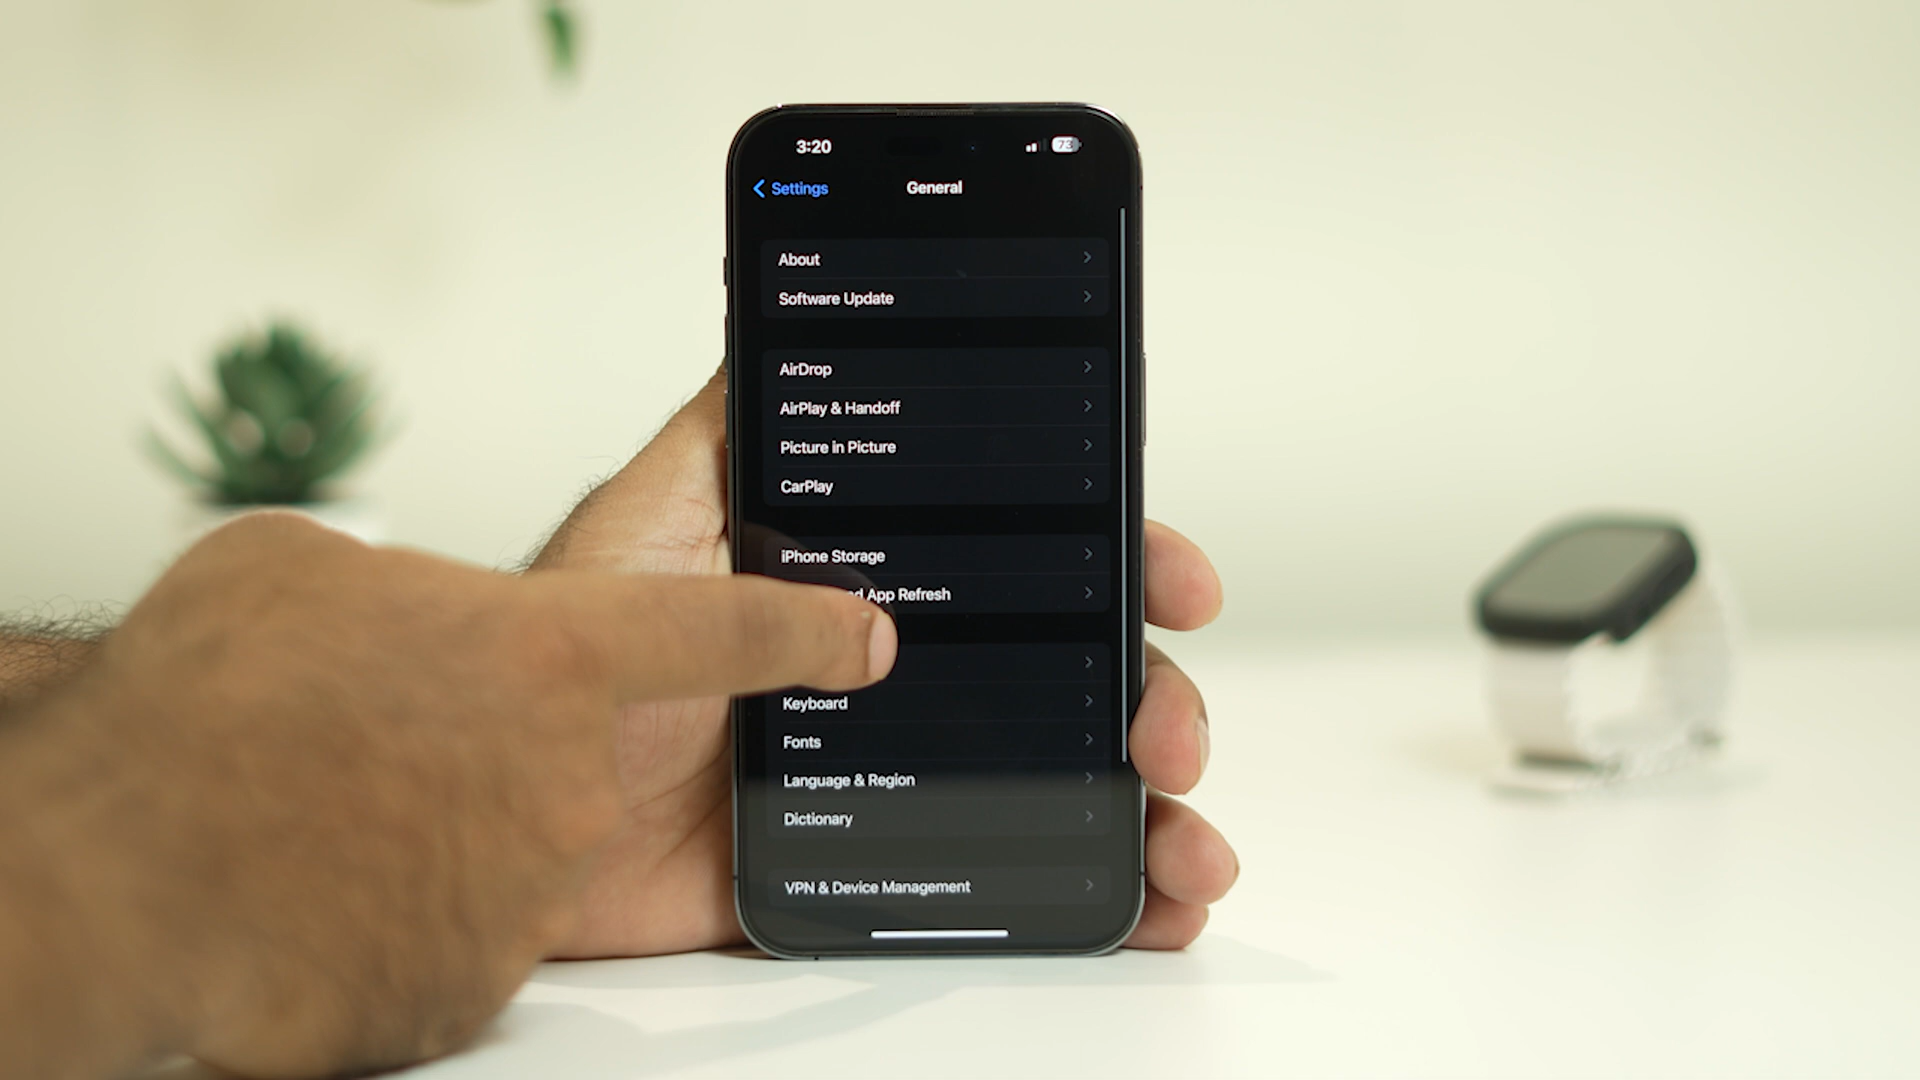 3:20
73
Settings
General
About
Software Update
AirDrop
AirPlay & Handoff
Picture in Picture
CarPlay
iPhone Storage
App Refresh
Keyboard
Fonts
Language & Region
Dictionary
VPN & Device Management